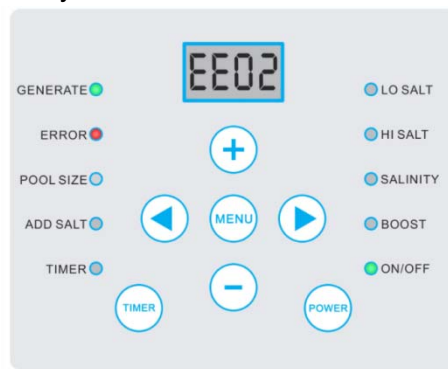 EE02
GENERATE
LO SALT
ERROR
HI SALT
+
POOL SIZE
SALINITY
ADD SALT
MENU
BOOST
TIMER
ON/OFF
−
TIMER
POWER